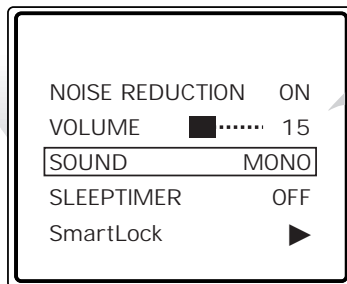 NOISE REDUCTION ON
VOLUME 15
SOUND MONO
SLEEPTIMER OFF
SmartLock